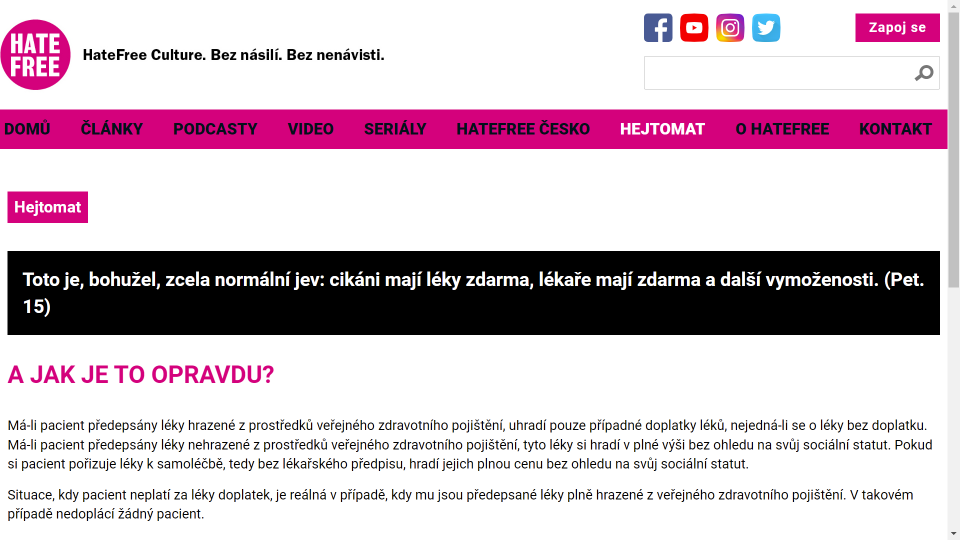 HATE
FREE
HateFree Culture. Bez násilí. Bez nenávisti.
Zapoj se
DOMŮ ČLÁNKY PODCASTY VIDEO SERIÁLY HATEFREE ČESKO HEJTOMAT O HATEFREE KONTAKT
Hejtomat
Toto je, bohužel, zcela normální jev: cikáni mají léky zdarma, lékaře mají zdarma a další vymoženosti. (Pet.
15)
A JAK JE TO OPRAVDU?
Má-li pacient předepsány léky hrazené z prostředků veřejného zdravotního pojištění, uhradí pouze případné doplatky léků, nejedná-li se o léky bez doplatku.
Má-li pacient předepsány léky nehrazené z prostředků veřejného zdravotního pojištění, tyto léky si hradí v plné výši bez ohledu na svůj sociální statut. Pokud
si pacient pořizuje léky k samoléčbě, tedy bez lékařského předpisu, hradí jejich plnou cenu bez ohledu na svůj sociální statut.
Situace, kdy pacient neplatí za léky doplatek, je reálná v případě, kdy mu jsou předepsané léky plně hrazené z veřejného zdravotního pojištění. V takovém
případě nedoplácí žádný pacient.